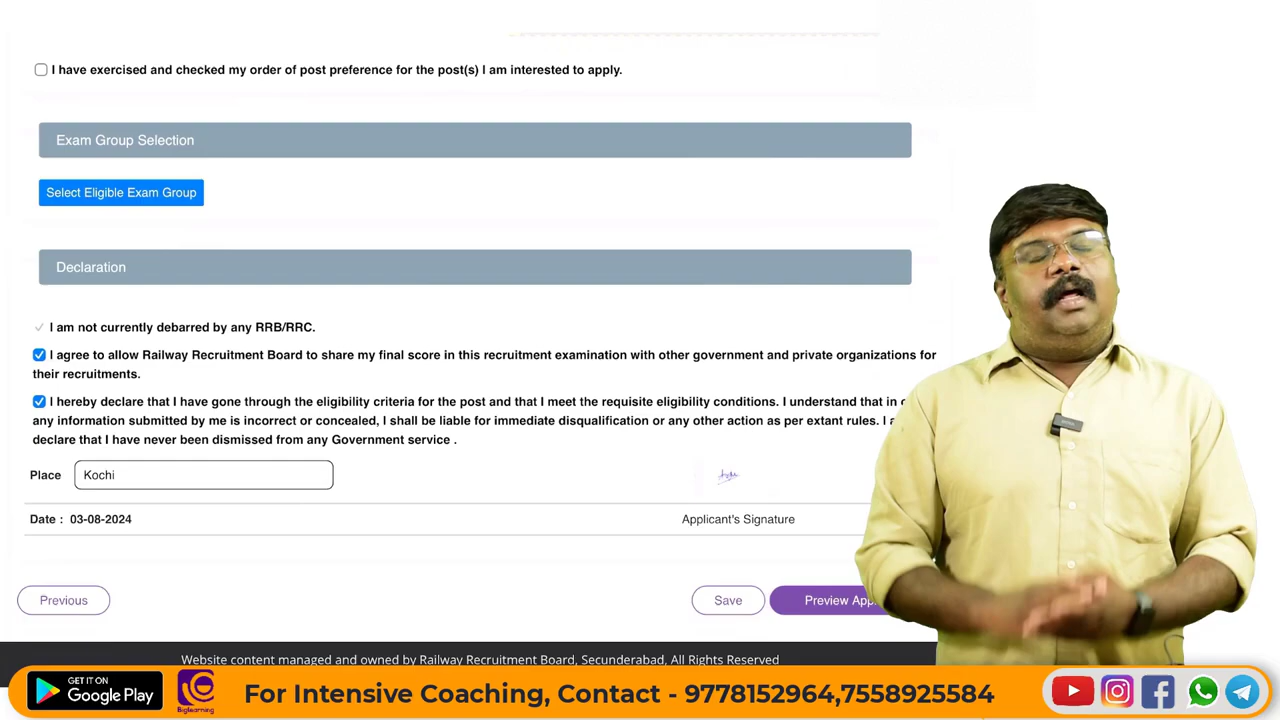 I have exercised and checked my order of post preference for the post(s) I am interested to apply.
Exam Group Selection
Select Eligible Exam Group
Declaration
I am not currently debarred by any RRB/RRC.
I agree to allow Railway Recruitment Board to share my final score in this recruitment examination with other government and private organizations for
their recruitments.
I hereby declare that I have gone through the eligibility criteria for the post and that I meet the requisite eligibility conditions. I understand that in
any information submitted by me is incorrect or concealed, I shall be liable for immediate disqualification or any other action as per extant rules. I
declare that I have never been dismissed from any Government service .
Place Kochi
Date : 03-08-2024 Applicant's Signature
Previous Save Preview
Website content managed and owned by Railway Recruitment Board, Secunderabad, All Rights Reserved
GET IT ON
Google Play
Biglearning
For Intensive Coaching, Contact - 9778152964,7558925584